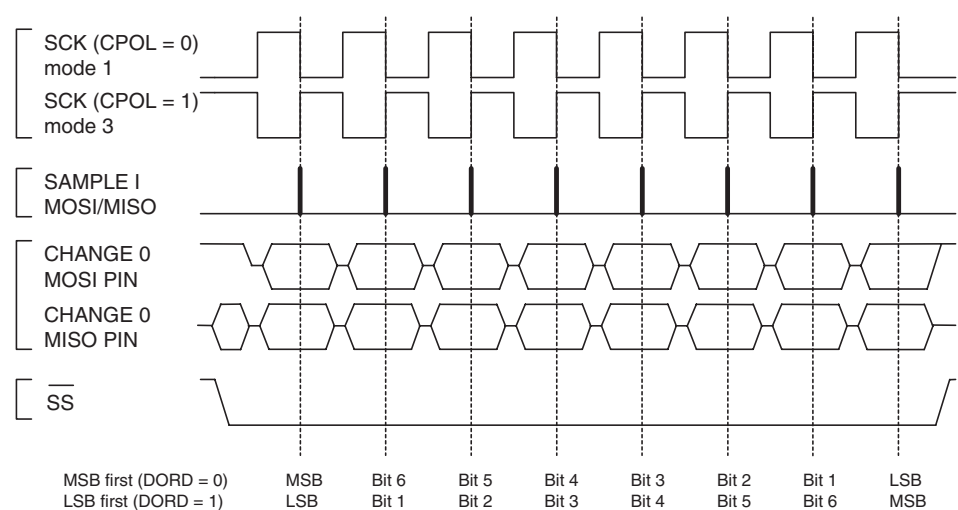 SCK (CPOL = 0)
mode 1
SCK (CPOL = 1)
mode 3
SAMPLE I
MOSI/MISO
CHANGE 0
MOSI PIN
CHANGE 0
MISO PIN
SS
MSB first (DORD = 0) MSB Bit 6 Bit 5 Bit 4 Bit 3 Bit 2 Bit 1 LSB
LSB first (DORD = 1) LSB Bit 1 Bit 2 Bit 3 Bit 4 Bit 5 Bit 6 MSB